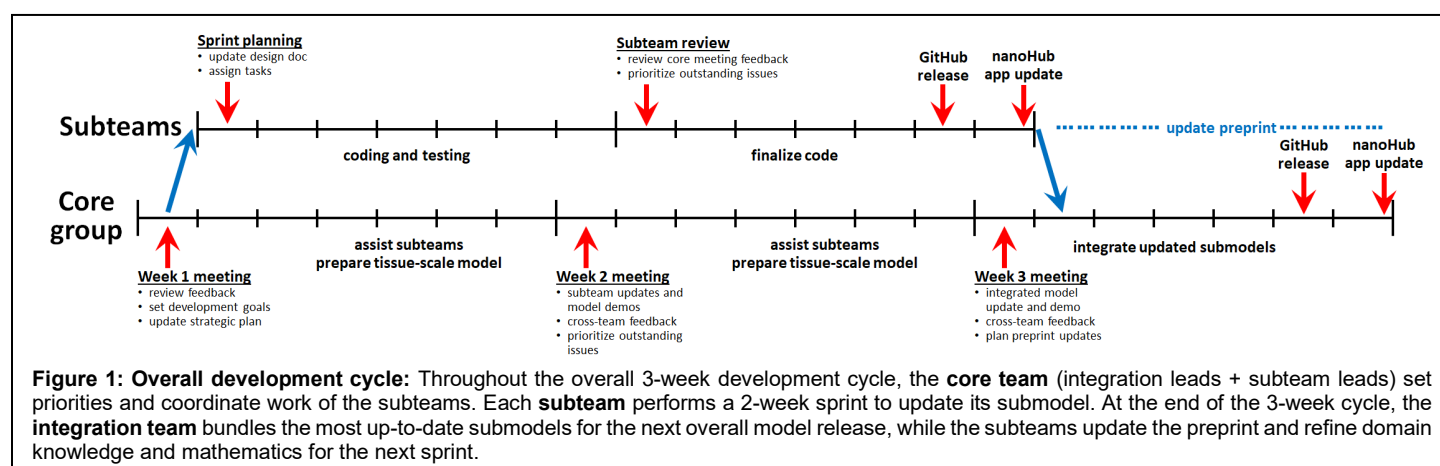 Sprint planning
• update design doc
• assign tasks
Subteam review
• review core meeting feedback
• prioritize outstanding issues
GitHub
release
nanoHub
app update
Subteams
coding and testing
finalize code
update preprint
GitHub
release
nanoHub
app update
Core
group
assist subteams
prepare tissue-scale model
assist subteams
prepare tissue-scale model
integrate updated submodels
Week 1 meeting
• review feedback
• set development goals
• update strategic plan
Week 2 meeting
• subteam updates and
model demos
• cross-team feedback
• prioritize outstanding
issues
Week 3 meeting
• integrated model
update and demo
• cross-team feedback
• plan preprint updates
Figure 1: Overall development cycle: Throughout the overall 3-week development cycle, the core team (integration leads + subteam leads) set
priorities and coordinate work of the subteams. Each subteam performs a 2-week sprint to update its submodel. At the end of the 3-week cycle, the
integration team bundles the most up-to-date submodels for the next overall model release, while the subteams update the preprint and refine domain
knowledge and mathematics for the next sprint.